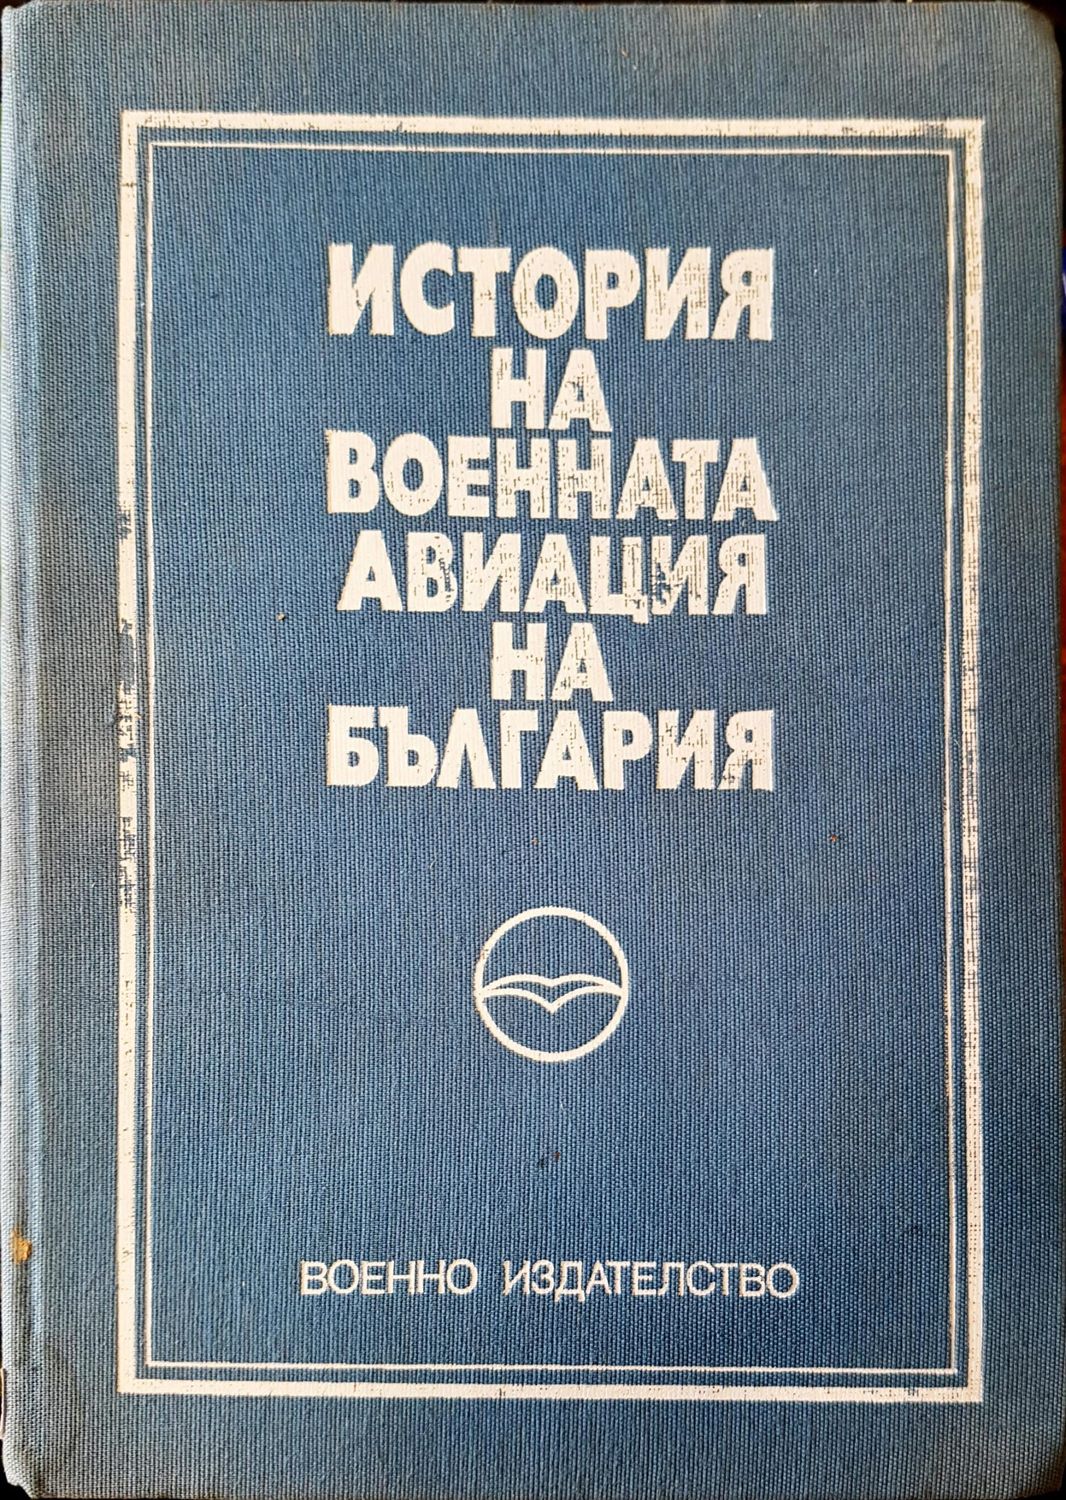 ИСТОРИЯ
НА
ВОЕННАТА
АВИАЦИЯ
НА
БЪЛГАРИЯ
ВОЕННО ИЗДАТЕЛСТВО